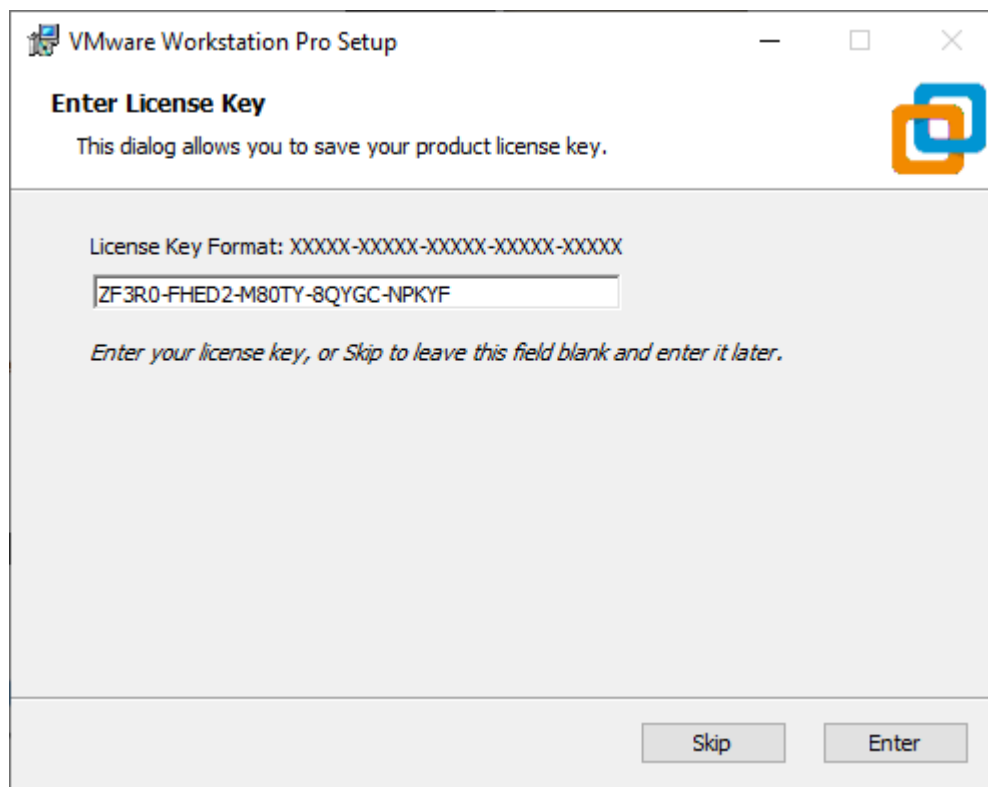 VMware Workstation Pro Setup
Enter License Key
This dialog allows you to save your product license key.
License Key Format: XXXXX-XXXXX-XXXXX-XXXXX-XXXXX
ZF3R0-FHED2-M80TY-8QYGC-NPKYF
Enter your license key, or Skip to leave this field blank and enter it later.
Skip Enter